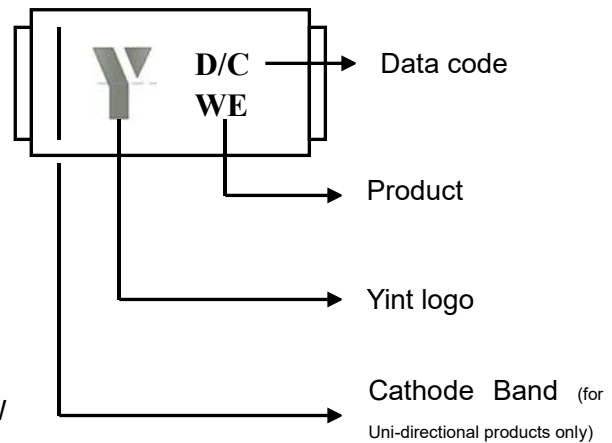 D/C
WE
Data code
Product
Yint logo
/
Cathode Band (for
Uni-directional products only)